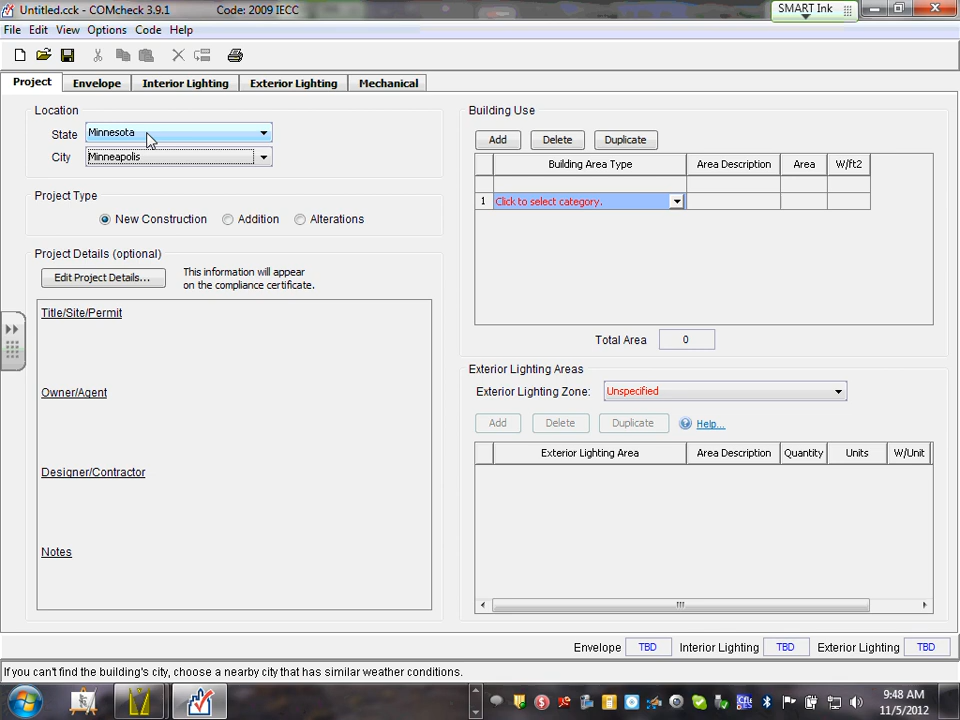 Untitled.cck - COMcheck 3.9.1 Code: 2009 IECC
SMART Ink
File Edit View Options Code Help
Project Envelope Interior Lighting Exterior Lighting Mechanical
Location
State Minnesota
City Minneapolis
Project Type
New Construction Addition Alterations
Project Details (optional)
Edit Project Details... This information will appear
on the compliance certificate.
Title/Site/Permit
Owner/Agent
Designer/Contractor
Notes
Building Use
Add Delete Duplicate
Building Area Type Area Description Area W/ft2
1 Click to select category.
Total Area 0
Exterior Lighting Areas
Exterior Lighting Zone: Unspecified
Add Delete Duplicate Help...
Exterior Lighting Area Area Description Quantity Units W/Unit
Envelope TBD Interior Lighting TBD Exterior Lighting TBD
If you can't find the building's city, choose a nearby city that has similar weather conditions.
9:48 AM
11/5/2012